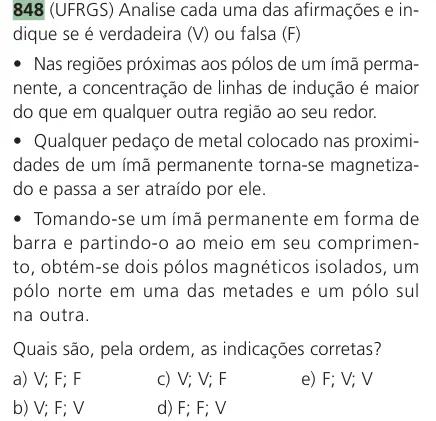 848 (UFRGS) Analise cada uma das afirmações e in-
dique se é verdadeira (V) ou falsa (F)
• Nas regiões próximas aos pólos de um ímã perma-
nente, a concentração de linhas de indução é maior
do que em qualquer outra região ao seu redor.
• Qualquer pedaço de metal colocado nas proximi-
dades de um ímã permanente torna-se magnetiza-
do e passa a ser atraído por ele.
• Tomando-se um ímã permanente em forma de
barra e partindo-o ao meio em seu comprimen-
to, obtém-se dois pólos magnéticos isolados, um
pólo norte em uma das metades e um pólo sul
na outra.
Quais são, pela ordem, as indicações corretas?
a) V; F; F c) V; V; F e) F; V; V
b) V; F; V d) F; F; V